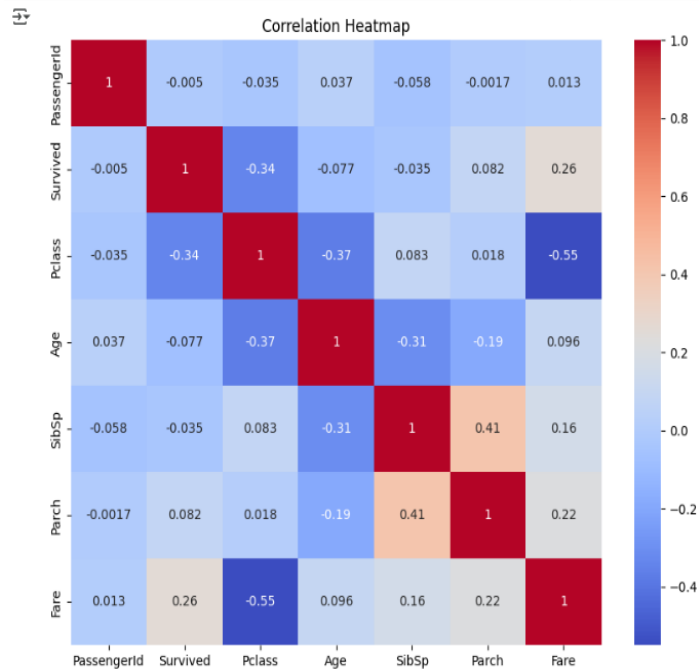 Correlation Heatmap
PassengerId 1 -0.005 -0.035 0.037 -0.058 -0.0017 0.013
Survived -0.005 1 -0.34 -0.077 -0.035 0.082 0.26
Pclass -0.035 -0.34 1 -0.37 0.083 0.018 -0.55
Age 0.037 -0.077 -0.37 1 -0.31 -0.19 0.096
SibSp -0.058 -0.035 0.083 -0.31 1 0.41 0.16
Parch -0.0017 0.082 0.018 -0.19 0.41 1 0.22
Fare 0.013 0.26 -0.55 0.096 0.16 0.22 1
PassengerId Survived Pclass Age SibSp Parch Fare
1.0
0.8
0.6
0.4
0.2
0.0
−0.2
−0.4